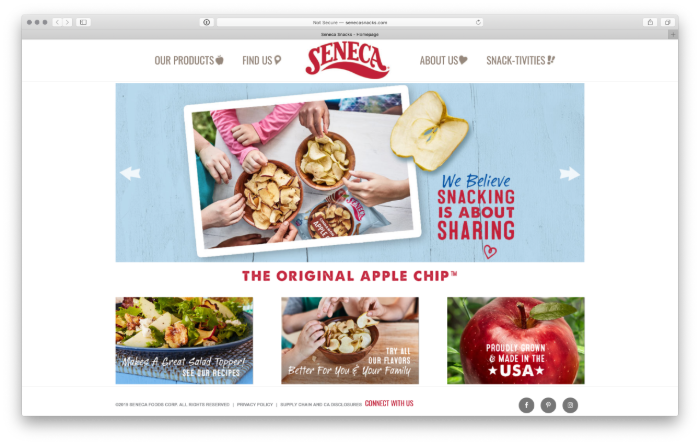 Not Secure — senecasnacks.com
Seneca Snacks - Homepage
OUR PRODUCTS
FIND US
SENECA
ABOUT US
SNACK-TIVITIES
SENECA
APPLE
We Believe
SNACKING
IS ABOUT
SHARING
THE ORIGINAL APPLE CHIP™
Makes A Great Salad Topper!
SEE OUR RECIPES
TRY ALL
OUR FLAVORS
Better For You & Your Family
PROUDLY GROWN
& MADE IN THE
USA
©2019 SENECA FOODS CORP. ALL RIGHTS RESERVED | PRIVACY POLICY | SUPPLY CHAIN AND CA DISCLOSURES CONNECT WITH US